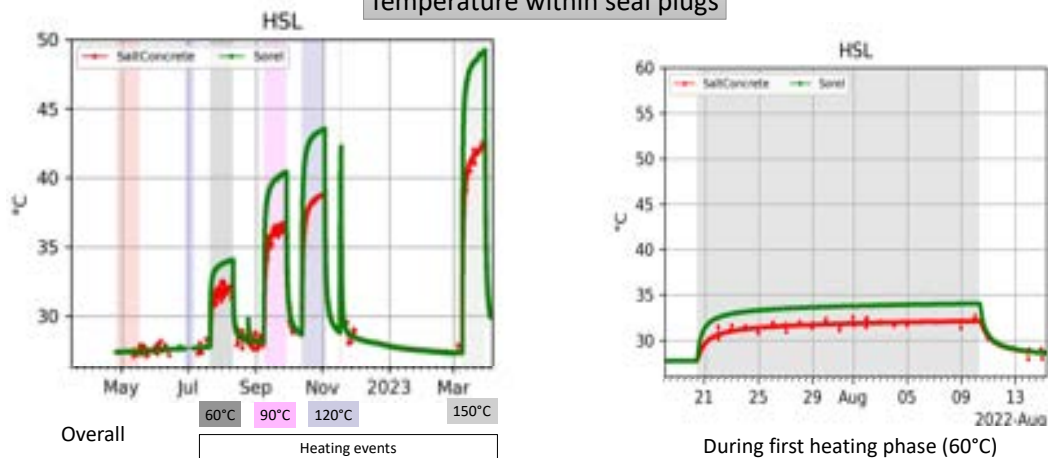 Temperature within seal plugs
HSL
SaltConcrete Sorel
50
45
40
35
30
°C
May Jul Sep Nov 2023 Mar
60°C 90°C 120°C 150°C
Overall
Heating events
HSL
SaltConcrete Sorel
60
55
50
45
40
35
30
°C
21 25 29 Aug 05 09 13
2022-Aug
During first heating phase (60°C)